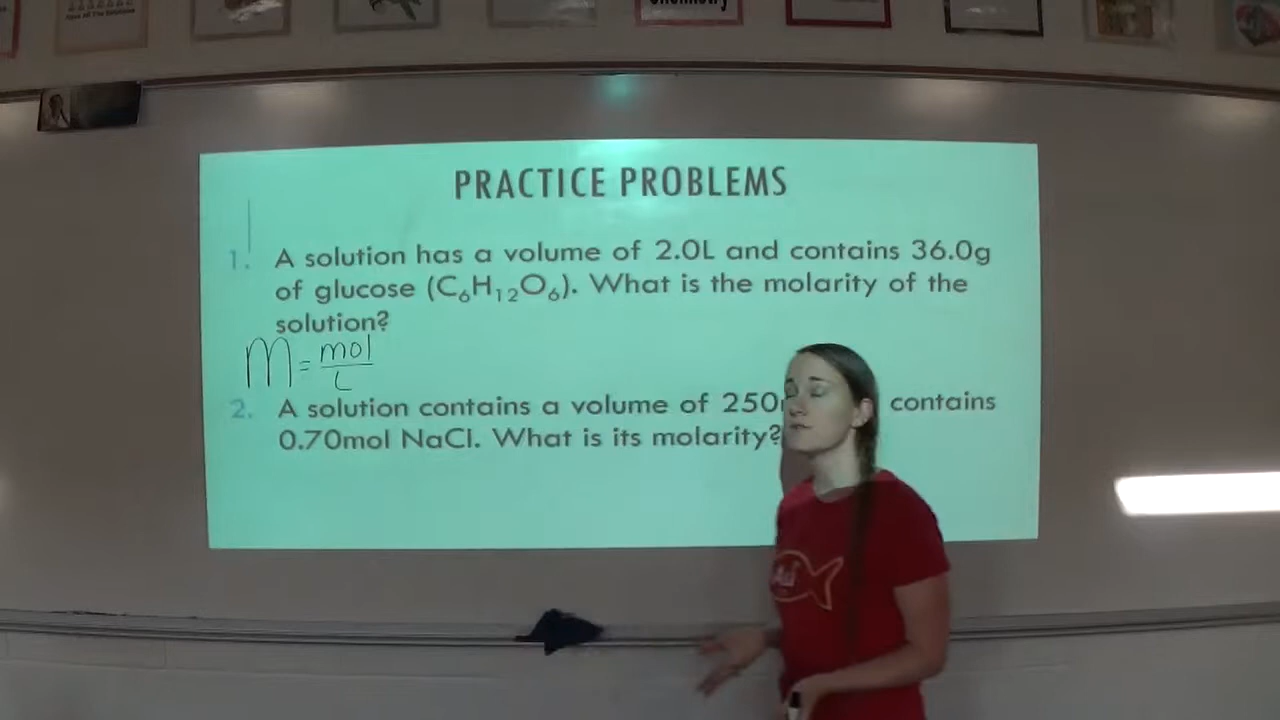 Chemistry
PRACTICE PROBLEMS
1. A solution has a volume of 2.0L and contains 36.0g
of glucose (C₆H₁₂O₆). What is the molarity of the
solution?
M = mol
L
2. A solution contains a volume of 250 contains
0.70mol NaCl. What is its molarity?